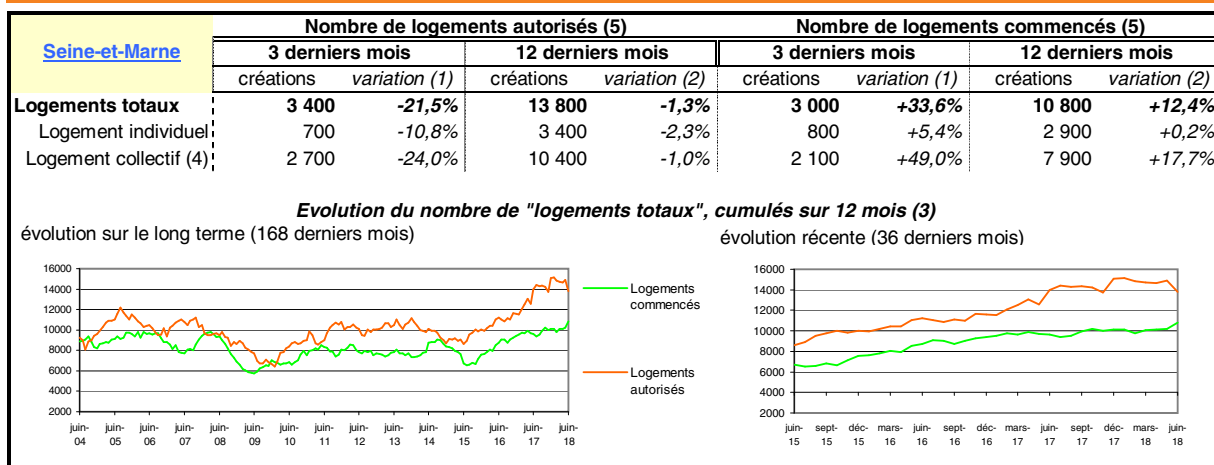 Nombre de logements autorisés (5) Nombre de logements commencés (5)
Seine-et-Marne 3 derniers mois 12 derniers mois 3 derniers mois 12 derniers mois
créations variation (1) créations variation (2) créations variation (1) créations variation (2)
Logements totaux 3 400 -21,5% 13 800 -1,3% 3 000 +33,6% 10 800 +12,4%
Logement individuel 700 -10,8% 3 400 -2,3% 800 +5,4% 2 900 +0,2%
Logement collectif (4) 2 700 -24,0% 10 400 -1,0% 2 100 +49,0% 7 900 +17,7%
Evolution du nombre de "logements totaux", cumulés sur 12 mois (3)
évolution sur le long terme (168 derniers mois)
16000
14000
12000
10000
8000
6000
4000
2000
juin- juin- juin- juin- juin- juin- juin- juin- juin- juin- juin- juin- juin- juin- juin-
04 05 06 07 08 09 10 11 12 13 14 15 16 17 18
Logements
commencés
Logements
autorisés
évolution récente (36 derniers mois)
16000
14000
12000
10000
8000
6000
4000
2000
juin- sept- déc- mars- juin- sept- déc- mars- juin- sept- déc- mars- juin-
15 15 15 16 16 16 16 17 17 17 17 18 18